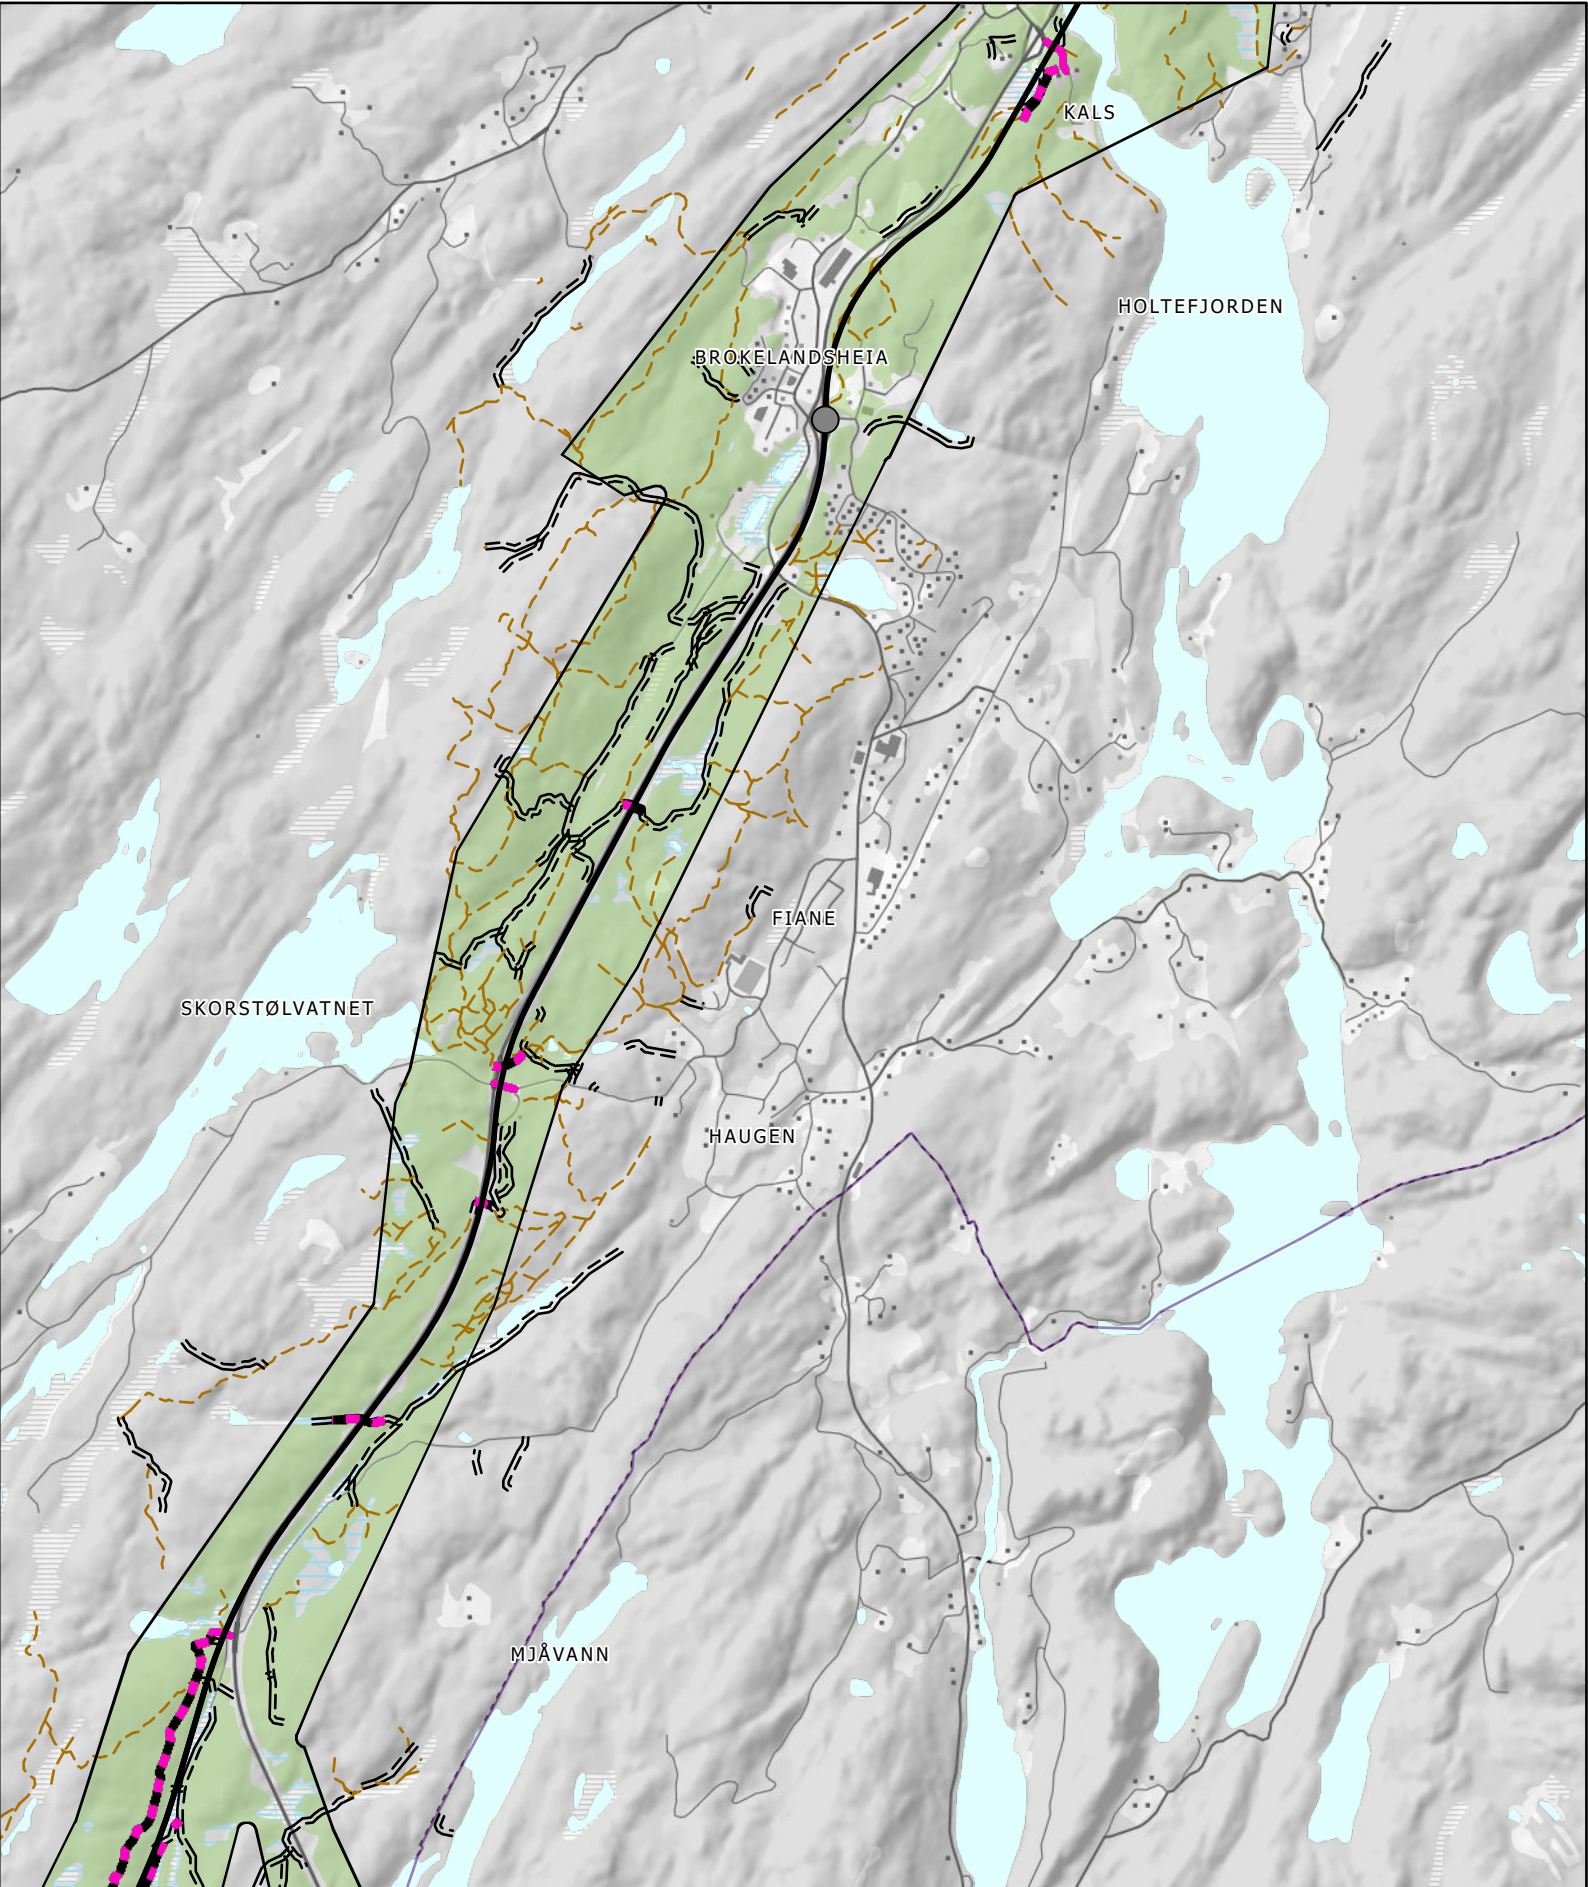 KALS
HOLTEFJORDEN
BROKELANDSHEIA
FIANE
SKORSTØLVATNET
HAUGEN
MJÅVANN